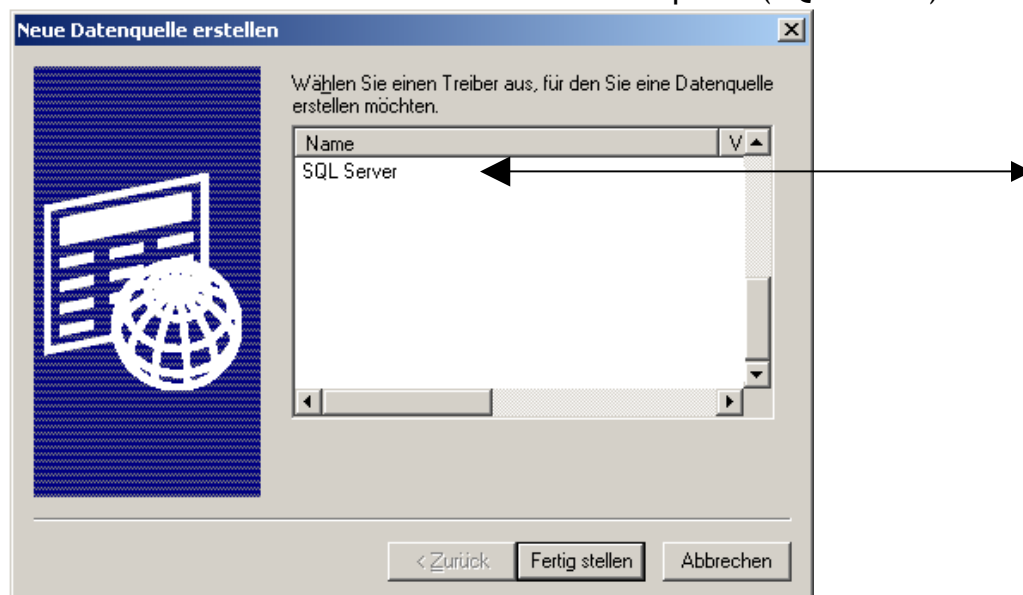 Neue Datenquelle erstellen
Wählen Sie einen Treiber aus, für den Sie eine Datenquelle
erstellen möchten.
Name V
SQL Server
< Zurück Fertig stellen Abbrechen